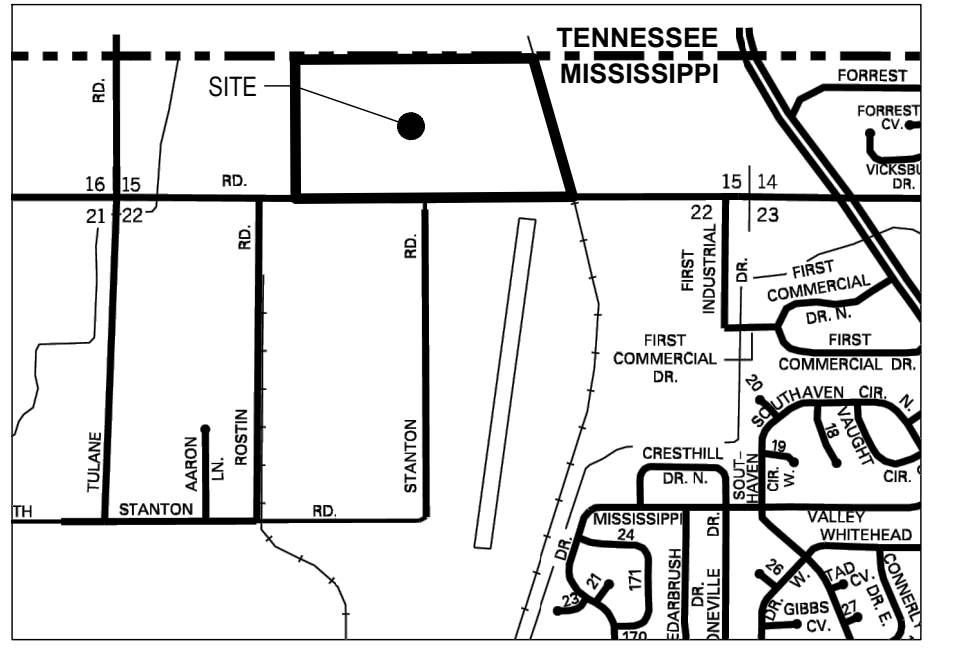 TENNESSEE
MISSISSIPPI
SITE
RD.
FORREST
FORREST
CV.
VICKSBU
DR.
16
15
RD.
15
14
21
22
22
23
RD.
RD.
FIRST
INDUSTRIAL
DR.
FIRST
COMMERCIAL
DR. N.
FIRST
COMMERCIAL
DR.
FIRST
COMMERCIAL DR.
20
SOUTHAVEN CIR. N.
18
VAUGHT
CIR.
19
SOUT-
HAVEN
CIR.
W.
TULANE
AARON
LN.
ROSTIN
STANTON
CRESTHILL
DR. N.
TH
STANTON
RD.
MISSISSIPPI
DR.
VALLEY
WHITEHEAD
24
DR.
171
21
23
170
EDARBRUSH
DR.
ONEVILLE
DR.
26
W.
DR.
TAD
CV.
GIBBS
CV.
27
DR. E.
CONNERLY